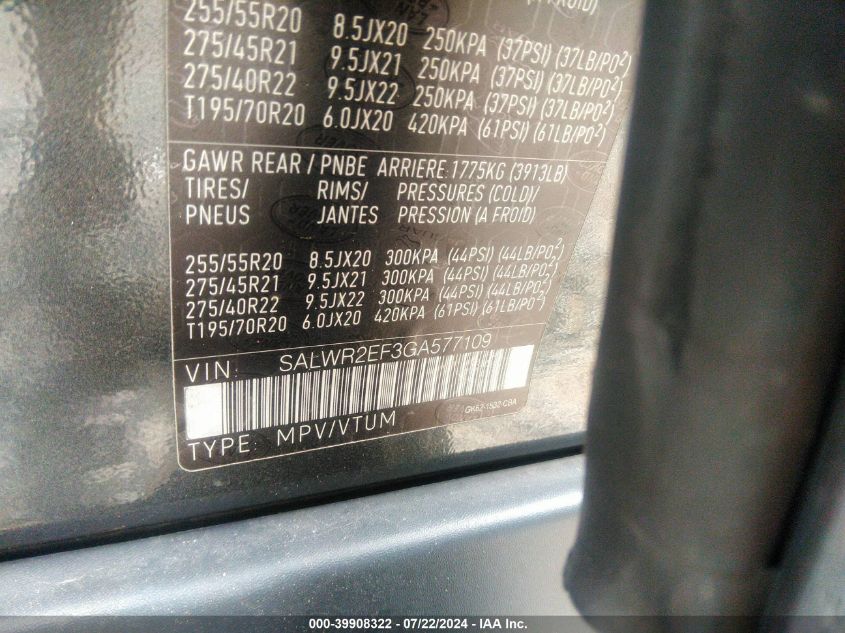 A FROID)
255/55R20 8.5JX20 250KPA (37PSI) (37LB/PO²)
275/45R21 9.5JX21 250KPA (37PSI) (37LB/PO²)
275/40R22 9.5JX22 250KPA (37PSI) (37LB/PO²)
T195/70R20 6.0JX20 420KPA (61PSI) (61LB/PO²)
GAWR REAR / PNBE ARRIERE 1775KG (3913LB)
TIRES/ RIMS/ PRESSURES (COLD)/
PNEUS JANTES PRESSION (A FROID)
255/55R20 8.5JX20 300KPA (44PSI) (44LB/PO²)
275/45R21 9.5JX21 300KPA (44PSI) (44LB/PO²)
275/40R22 9.5JX22 300KPA (44PSI) (44LB/PO²)
T195/70R20 6.0JX20 420KPA (61PSI) (61LB/PO²)
VIN: SALWR2EF3GA577109
TYPE: MPV/VTUM
000-39908322 - 07/22/2024 - IAA Inc.